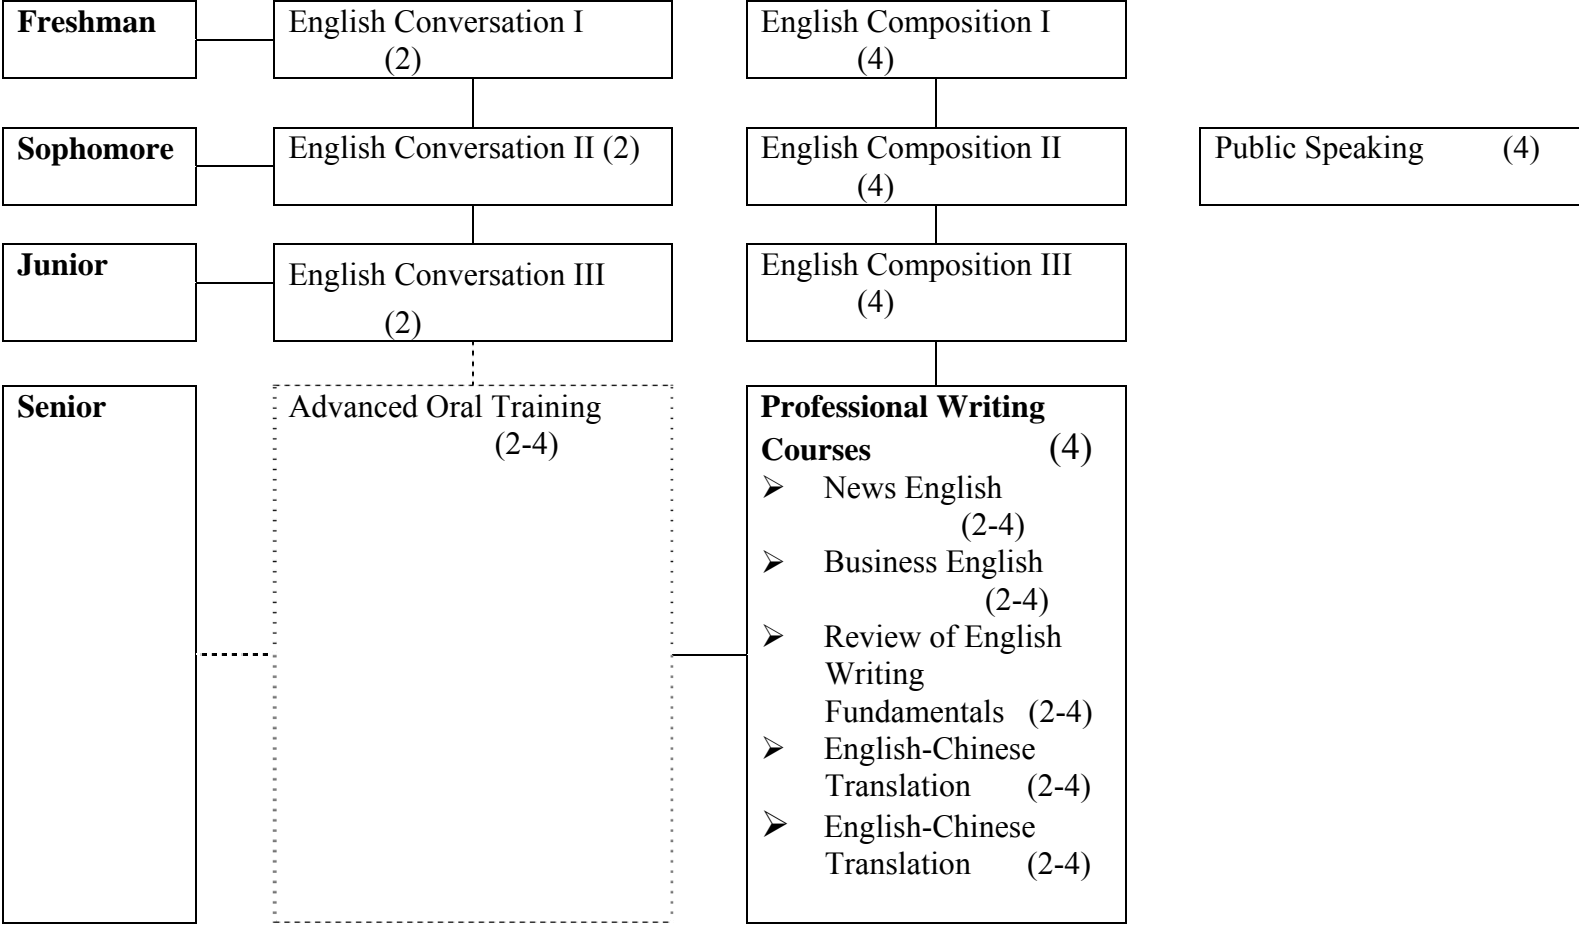 Freshman
English Conversation I
(2)
English Composition I
(4)
Sophomore
English Conversation II (2)
English Composition II
(4)
Public Speaking (4)
Junior
English Conversation III
(2)
English Composition III
(4)
Senior
Advanced Oral Training
(2-4)
Professional Writing
Courses (4)
➢ News English
(2-4)
➢ Business English
(2-4)
➢ Review of English
Writing
Fundamentals (2-4)
➢ English-Chinese
Translation (2-4)
➢ English-Chinese
Translation (2-4)